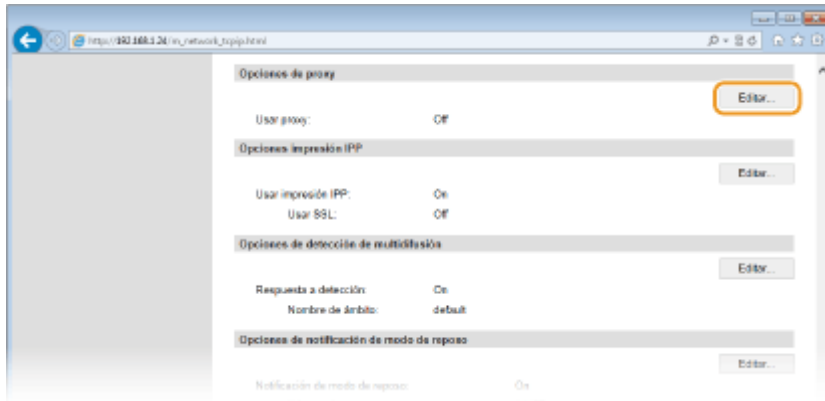 http://192.168.1.24/m_network_tcpip.html
Opciones de proxy
Editar...
Usar proxy: Off
Opciones impresión IPP
Editar...
Usar impresión IPP: On
Usar SSL: Off
Opciones de detección de multidifusión
Editar...
Respuesta a detección: On
Nombre de ámbito: default
Opciones de notificación de modo de reposo
Editar...
Notificación de modo de reposo: On